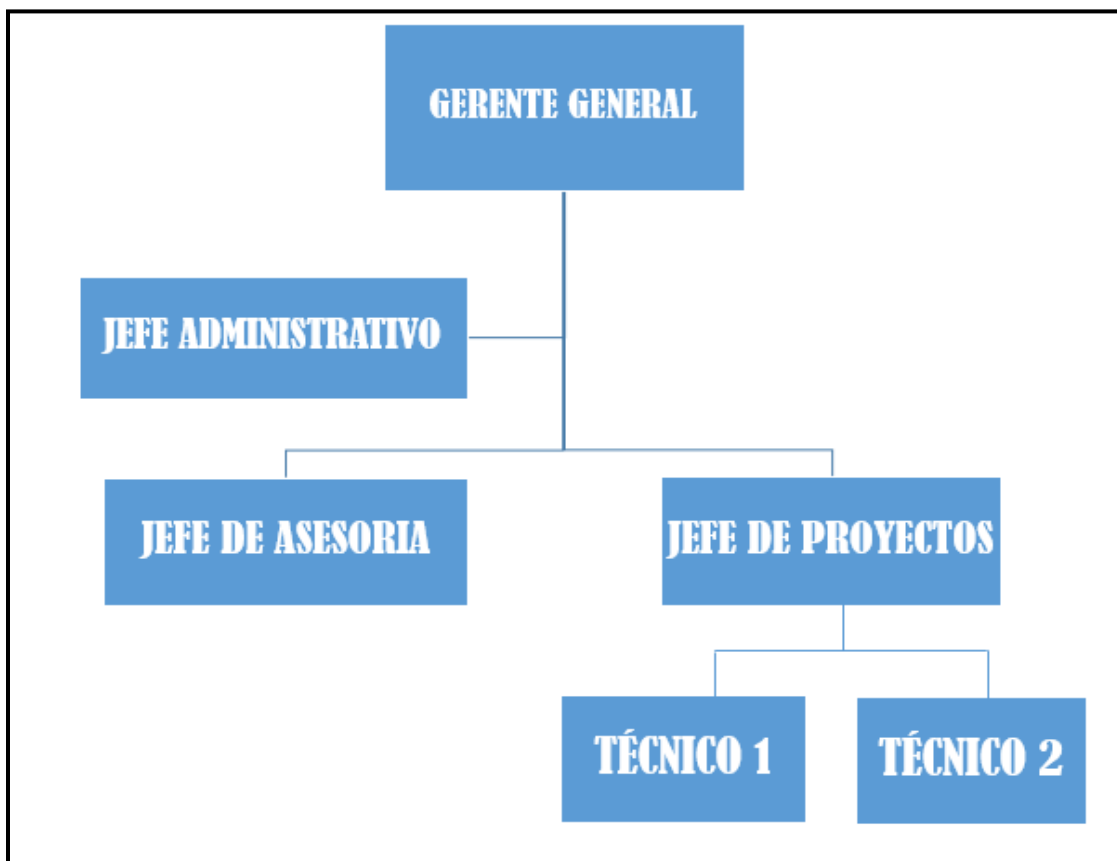 GERENTE GENERAL
JEFE ADMINISTRATIVO
JEFE DE ASESORIA
JEFE DE PROYECTOS
TÉCNICO 1
TÉCNICO 2